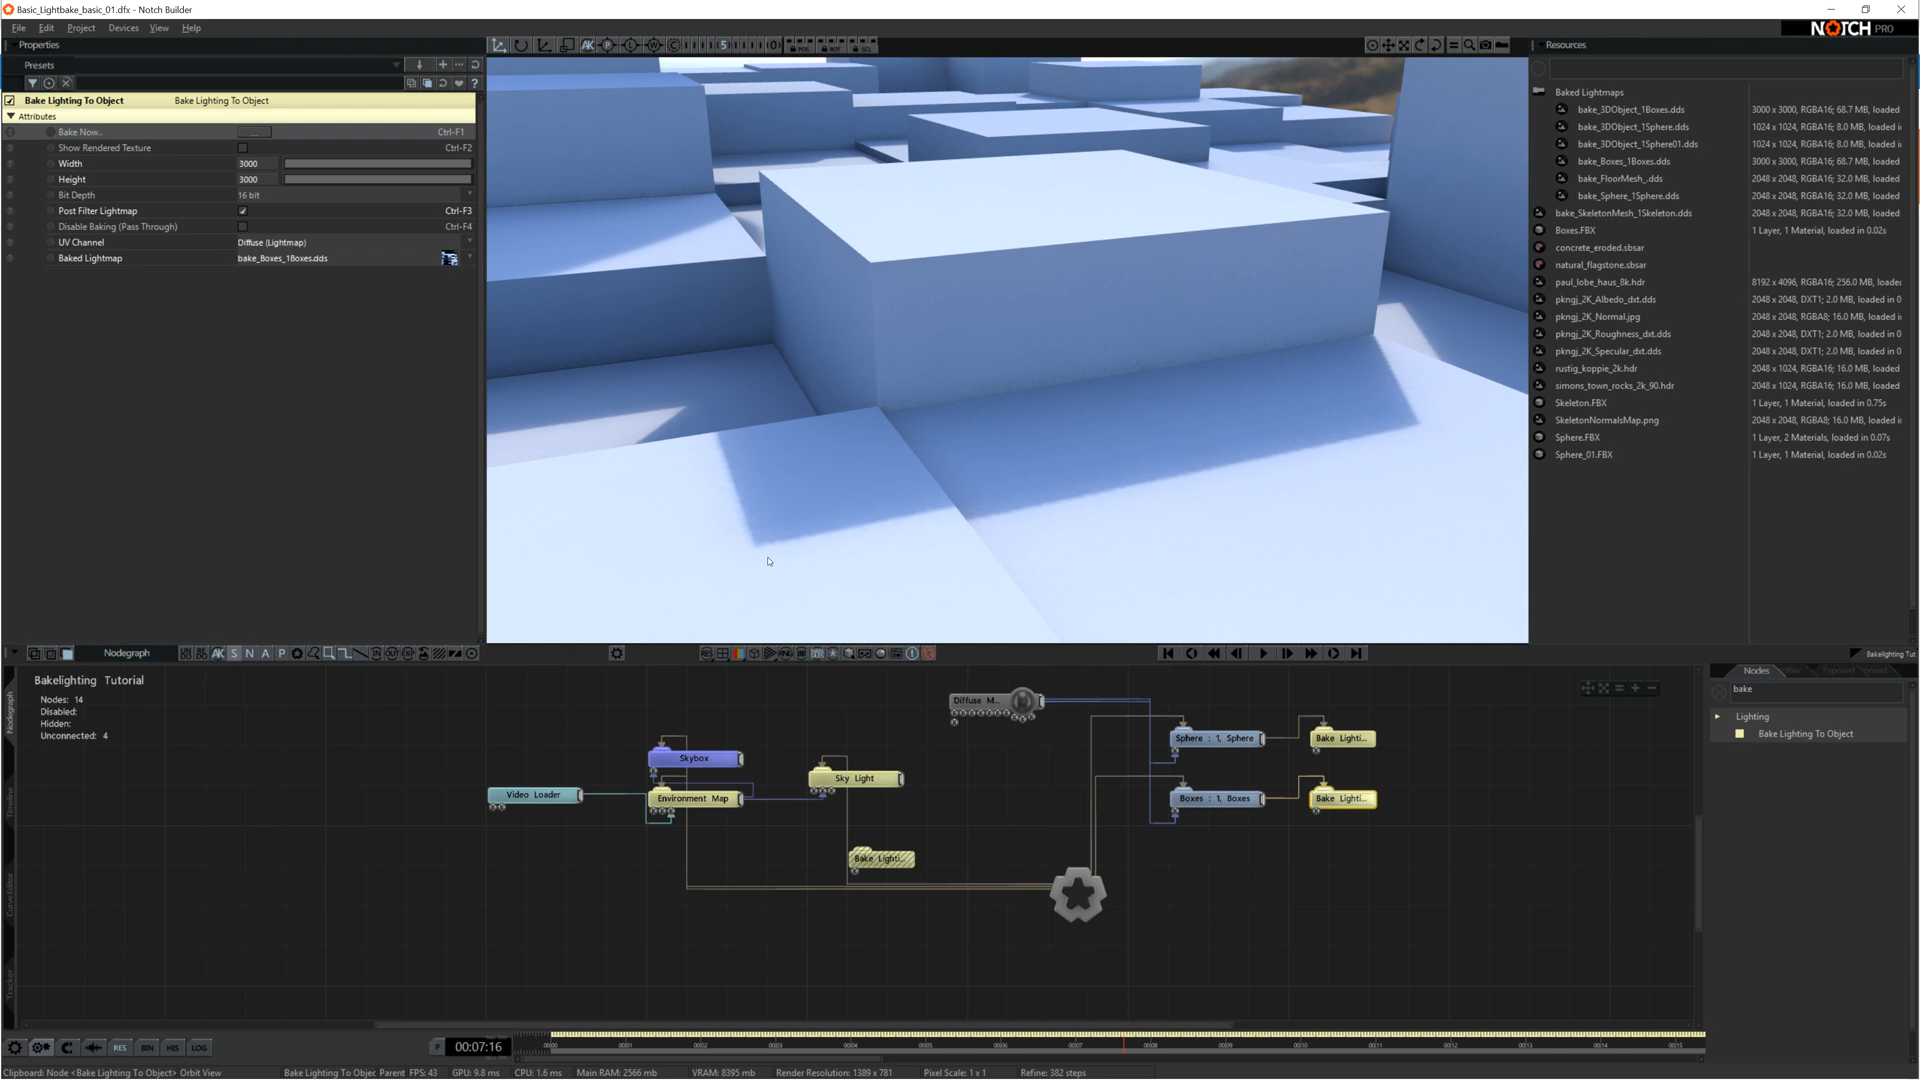 Basic_Lightbake_basic_01.dfx - Notch Builder
File Edit Project Devices View Help
NOTCH PRO
Properties
Resources
Presets
Bake Lighting To Object Bake Lighting To Object
Attributes
Bake Now.. ... Ctrl-F1
Show Rendered Texture Ctrl-F2
Width 3000
Height 3000
Bit Depth 16 bit
Post Filter Lightmap Ctrl-F3
Disable Baking (Pass Through) Ctrl-F4
UV Channel Diffuse (Lightmap)
Baked Lightmap bake_Boxes_1Boxes.dds
Baked Lightmaps
bake_3DObject_1Boxes.dds 3000 x 3000, RGBA16; 68.7 MB, loaded
bake_3DObject_1Sphere.dds 1024 x 1024, RGBA16; 8.0 MB, loaded i
bake_3DObject_1Sphere01.dds 1024 x 1024, RGBA16; 8.0 MB, loaded i
bake_Boxes_1Boxes.dds 3000 x 3000, RGBA16; 68.7 MB, loaded
bake_FloorMesh_.dds 2048 x 2048, RGBA16; 32.0 MB, loaded
bake_Sphere_1Sphere.dds 2048 x 2048, RGBA16; 32.0 MB, loaded
bake_SkeletonMesh_1Skeleton.dds 2048 x 2048, RGBA16; 32.0 MB, loaded
Boxes.FBX 1 Layer, 1 Material, loaded in 0.02s
concrete_eroded.sbsar
natural_flagstone.sbsar
paul_lobe_haus_8k.hdr 8192 x 4096, RGBA16; 256.0 MB, loade
pkngj_2K_Albedo_dxt.dds 2048 x 2048, DXT1; 2.0 MB, loaded in 0
pkngj_2K_Normal.jpg 2048 x 2048, RGBA8; 16.0 MB, loaded i
pkngj_2K_Roughness_dxt.dds 2048 x 2048, DXT1; 2.0 MB, loaded in 0
pkngj_2K_Specular_dxt.dds 2048 x 2048, DXT1; 2.0 MB, loaded in 0
rustig_koppie_2k.hdr 2048 x 1024, RGBA16; 16.0 MB, loaded
simons_town_rocks_2k_90.hdr 2048 x 1024, RGBA16; 16.0 MB, loaded
Skeleton.FBX 1 Layer, 1 Material, loaded in 0.75s
SkeletonNormalsMap.png 2048 x 2048, RGBA8; 16.0 MB, loaded i
Sphere.FBX 1 Layer, 2 Materials, loaded in 0.07s
Sphere_01.FBX 1 Layer, 1 Material, loaded in 0.02s
Nodegraph
AK S N A P
Bakelighting Tut
Bakelighting Tutorial
Nodes: 14
Disabled:
Hidden:
Unconnected: 4
Nodes
bake
Lighting
Bake Lighting To Object
Diffuse M...
Sphere : 1, Sphere
Bake Lighti...
Skybox
Sky Light
Video Loader
Environment Map
Boxes : 1, Boxes
Bake Lighti...
Bake Lighti...
Nodegraph
Timeline
CurveEditor
Tracker
RES BIN HIS LOG
00:07:16
Clipboard: Node <Bake Lighting To Object> Orbit View Bake Lighting To Objec Parent FPS: 43 GPU: 9.8 ms CPU: 1.6 ms Main RAM: 2566 mb VRAM: 8395 mb Render Resolution: 1389 x 781 Pixel Scale: 1 x 1 Refine: 382 steps